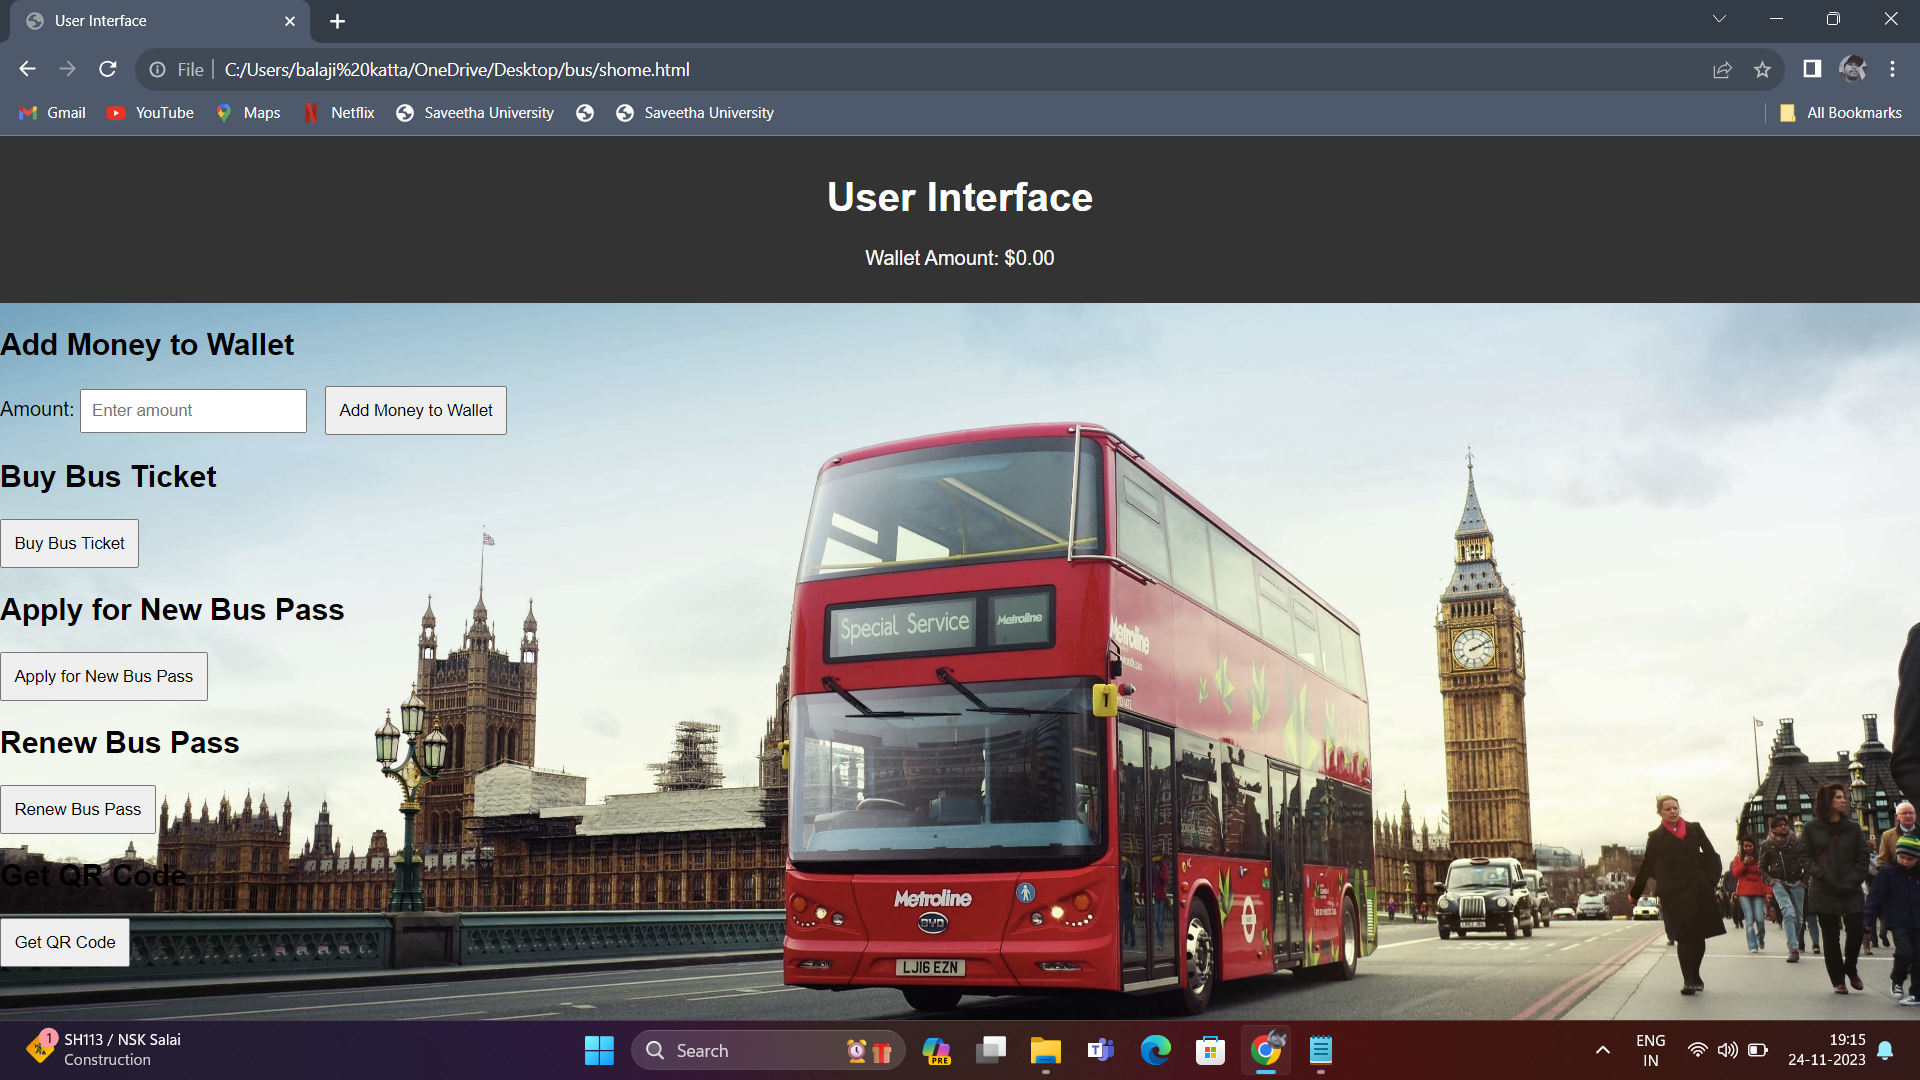 User Interface
File
C:/Users/balaji%20katta/OneDrive/Desktop/bus/shome.html
Gmail
YouTube
Maps
Netflix
Saveetha University
Saveetha University
All Bookmarks
User Interface
Wallet Amount: $0.00
Add Money to Wallet
Amount:
Enter amount
Add Money to Wallet
Buy Bus Ticket
Buy Bus Ticket
Apply for New Bus Pass
Apply for New Bus Pass
Renew Bus Pass
Renew Bus Pass
Get QR Code
Get QR Code
Special Service
Metroline
Metroline
Metroline
BYD
LJ16 EZN
1
SH113 / NSK Salai
Construction
Search
PRE
ENG
IN
19:15
24-11-2023